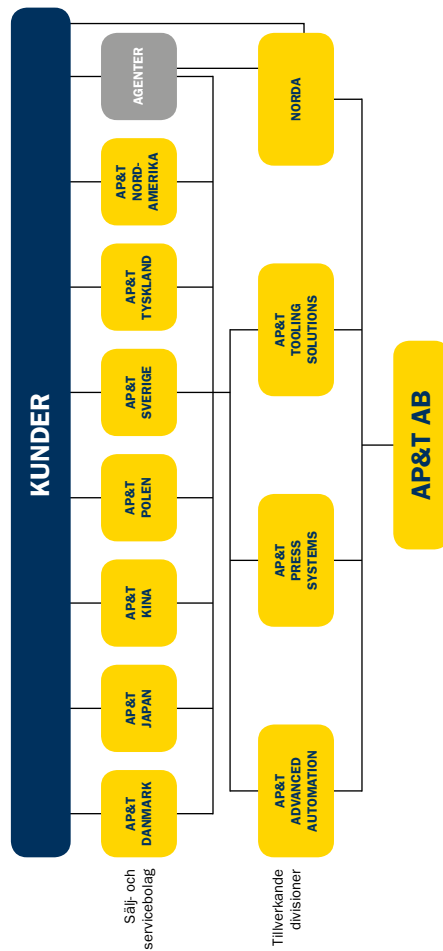 KUNDER
Sälj- och
servicebolag
AP&T
DANMARK
AP&T
JAPAN
AP&T
KINA
AP&T
POLEN
AP&T
SVERIGE
AP&T
TYSKLAND
AP&T
NORD-
AMERIKA
AGENTER
Tillverkande
divisioner
AP&T
ADVANCED
AUTOMATION
AP&T
PRESS
SYSTEMS
AP&T
TOOLING
SOLUTIONS
NORDA
AP&T AB